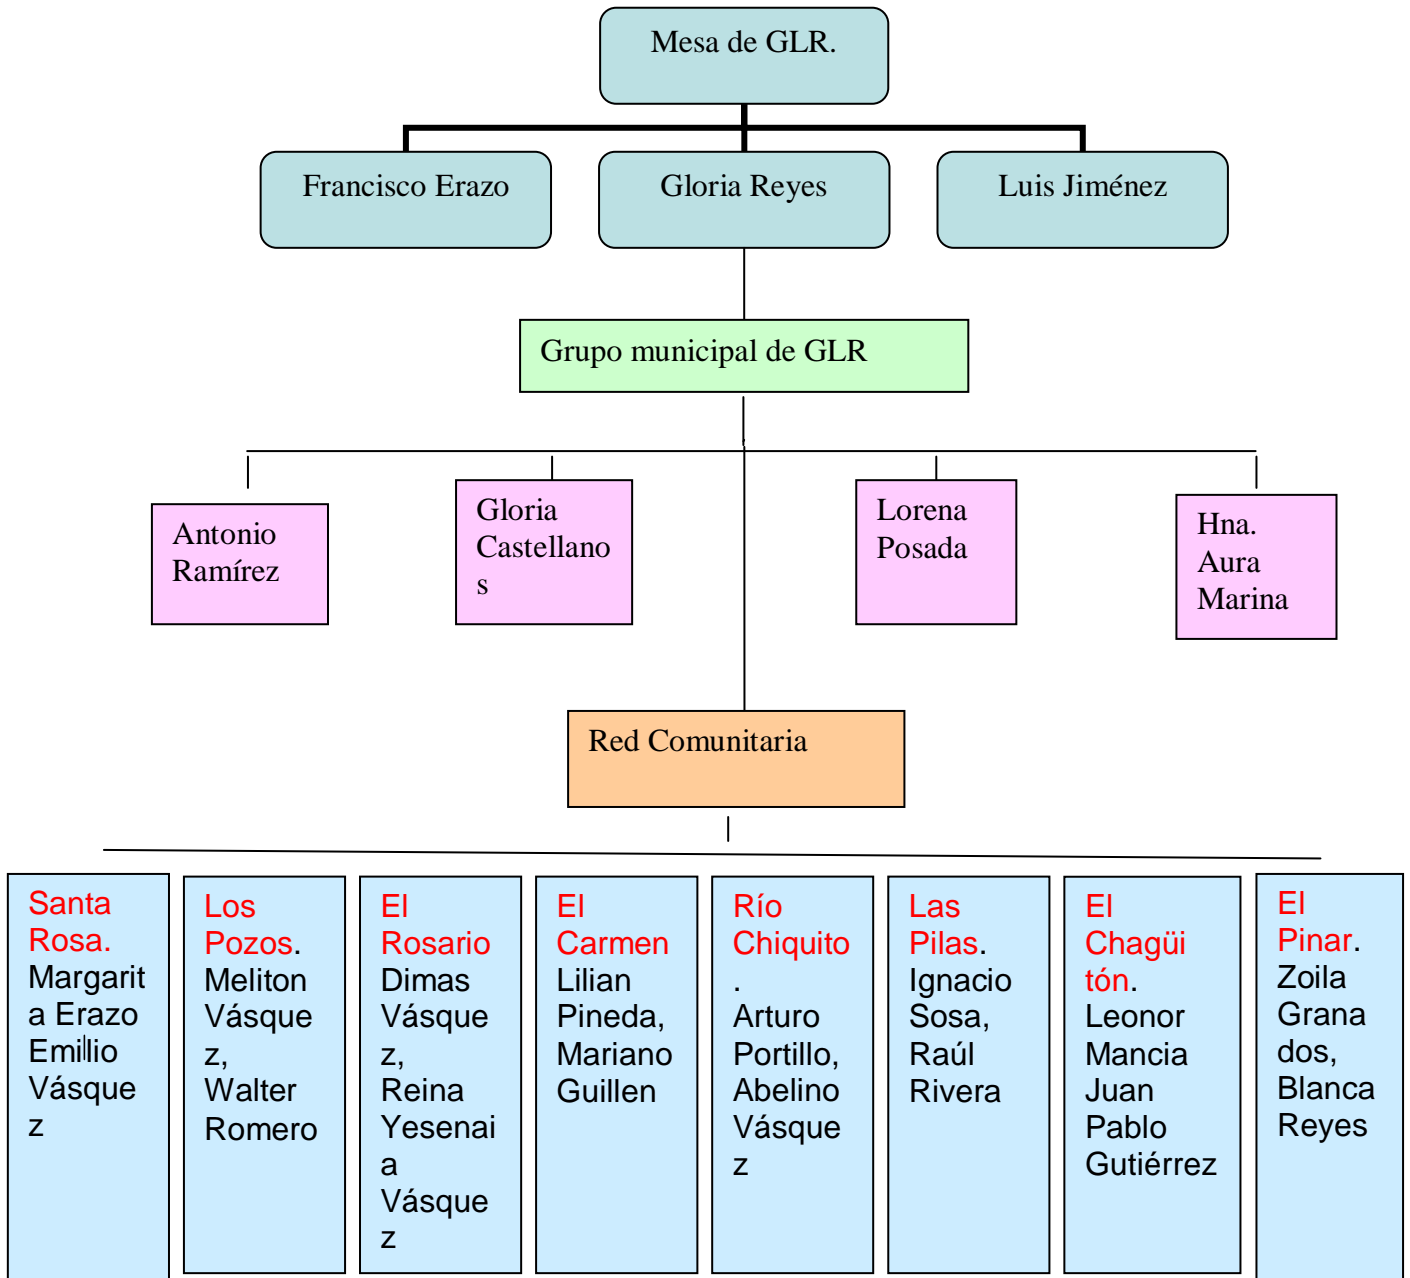 Mesa de GLR.
Francisco Erazo
Gloria Reyes
Luis Jiménez
Grupo municipal de GLR
Antonio
Ramírez
Gloria
Castellano
s
Lorena
Posada
Hna.
Aura
Marina
Red Comunitaria
Santa
Rosa.
Margarit
a Erazo
Emilio
Vásque
z
Los
Pozos.
Meliton
Vásque
z,
Walter
Romero
El
Rosario
Dimas
Vásque
z,
Reina
Yesenai
a
Vásque
z
El
Carmen
Lilian
Pineda,
Mariano
Guillen
Río
Chiquito
.
Arturo
Portillo,
Abelino
Vásque
z
Las
Pilas.
Ignacio
Sosa,
Raúl
Rivera
El
Chagüi
tón.
Leonor
Mancia
Juan
Pablo
Gutiérrez
El
Pinar.
Zoila
Grana
dos,
Blanca
Reyes